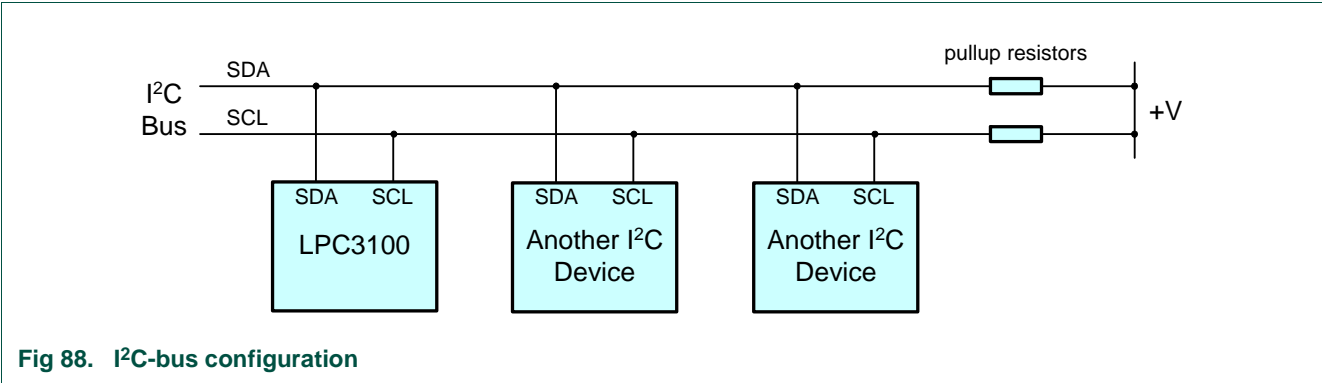 pullup resistors
SDA
I²C
Bus
SCL
+V
SDA SCL
LPC3100
SDA SCL
Another I²C
Device
SDA SCL
Another I²C
Device
Fig 88. I²C-bus configuration